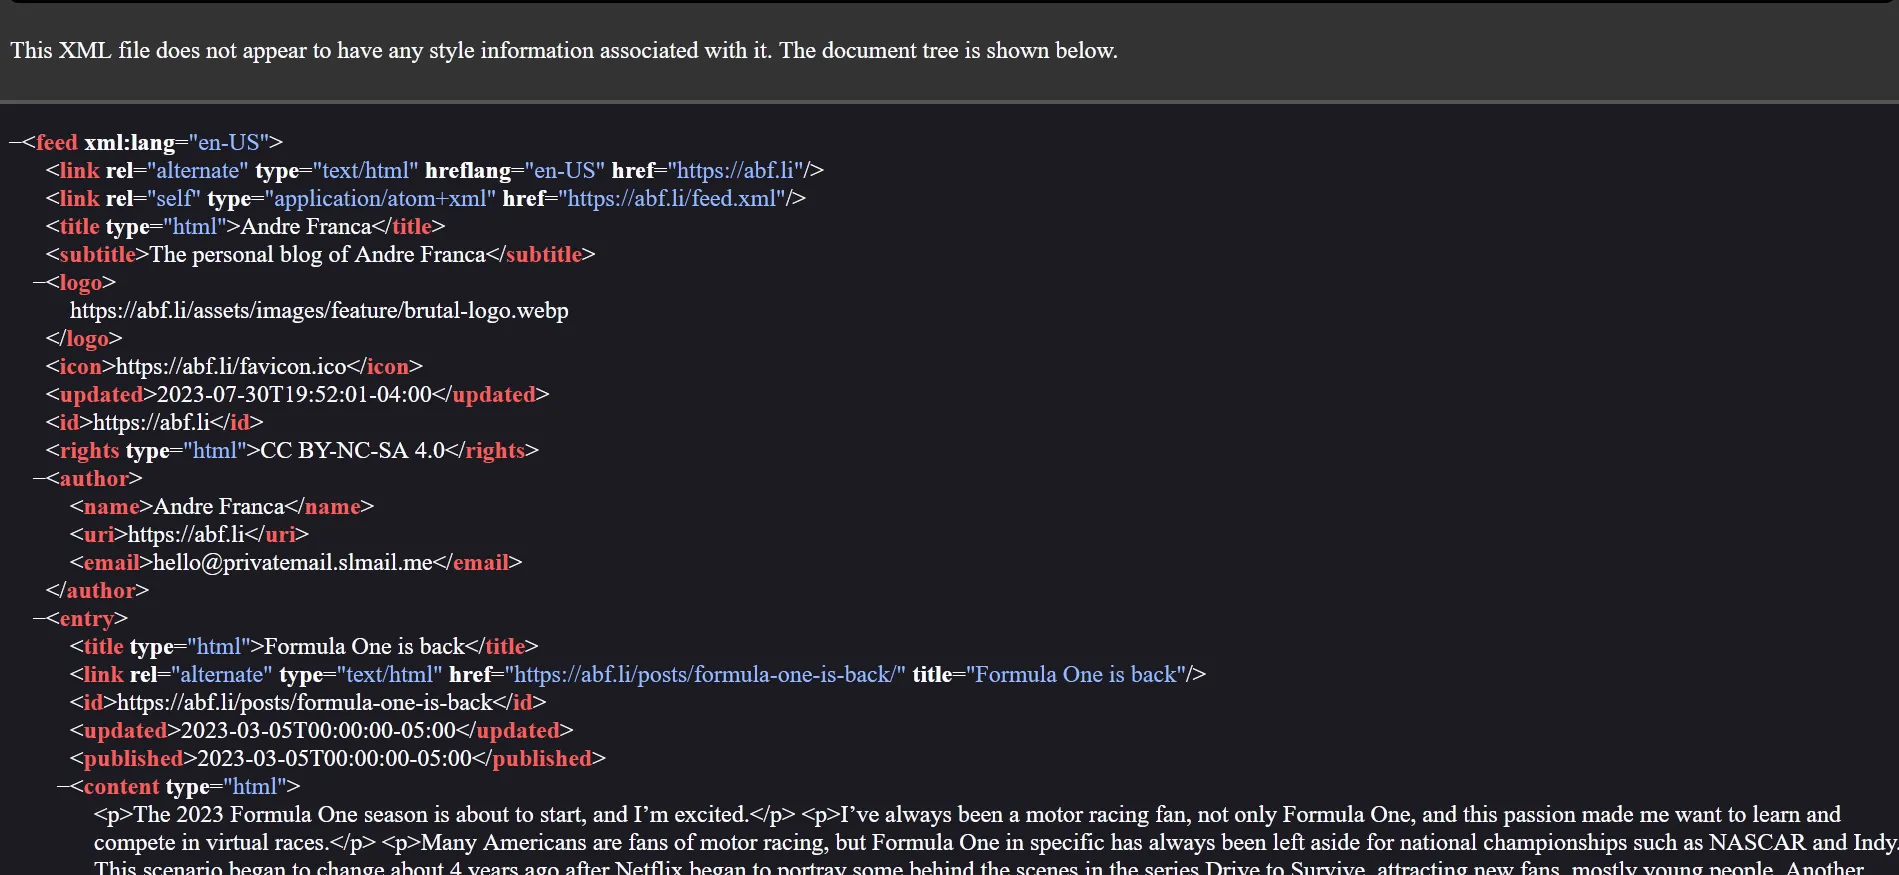 This XML file does not appear to have any style information associated with it. The document tree is shown below.
−<feed xml:lang="en-US">
<link rel="alternate" type="text/html" hreflang="en-US" href="https://abf.li"/>
<link rel="self" type="application/atom+xml" href="https://abf.li/feed.xml"/>
<title type="html">Andre Franca</title>
<subtitle>The personal blog of Andre Franca</subtitle>
−<logo>
https://abf.li/assets/images/feature/brutal-logo.webp
</logo>
<icon>https://abf.li/favicon.ico</icon>
<updated>2023-07-30T19:52:01-04:00</updated>
<id>https://abf.li</id>
<rights type="html">CC BY-NC-SA 4.0</rights>
−<author>
<name>Andre Franca</name>
<uri>https://abf.li</uri>
<email>hello@privatemail.slmail.me</email>
</author>
−<entry>
<title type="html">Formula One is back</title>
<link rel="alternate" type="text/html" href="https://abf.li/posts/formula-one-is-back/" title="Formula One is back"/>
<id>https://abf.li/posts/formula-one-is-back</id>
<updated>2023-03-05T00:00:00-05:00</updated>
<published>2023-03-05T00:00:00-05:00</published>
−<content type="html">
<p>The 2023 Formula One season is about to start, and I’m excited.</p> <p>I’ve always been a motor racing fan, not only Formula One, and this passion made me want to learn and
compete in virtual races.</p> <p>Many Americans are fans of motor racing, but Formula One in specific has always been left aside for national championships such as NASCAR and Indy.
This scenario began to change about 4 years ago after Netflix began to portray some behind the scenes in the series Drive to Survive, attracting new fans, mostly young people. Another